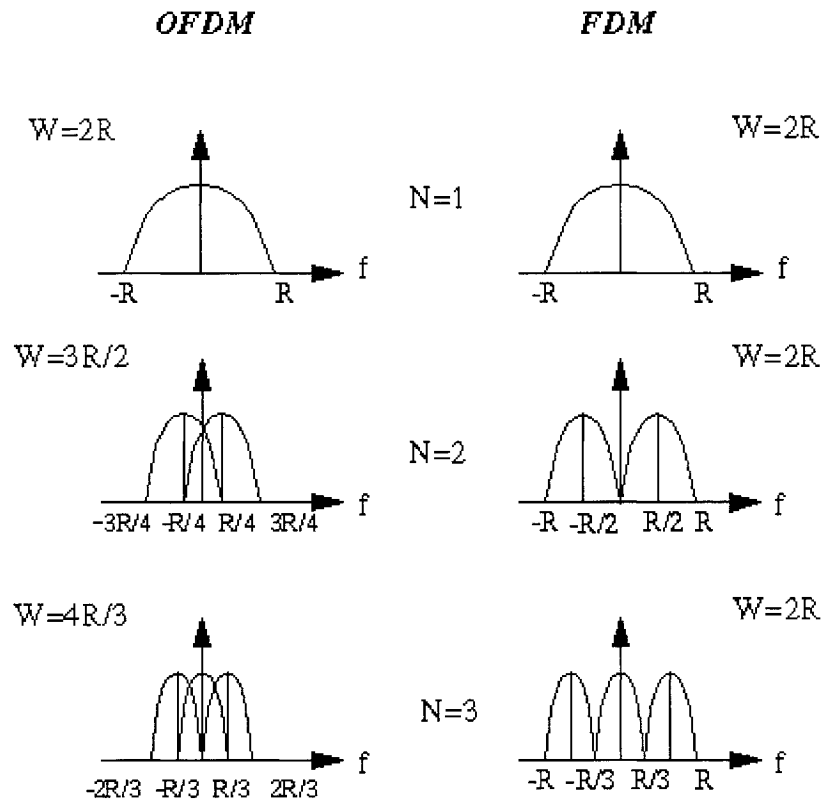 OFDM FDM
W=2R W=2R
N=1
f f
-R R -R R
W=3R/2 W=2R
N=2
f f
-3R/4 -R/4 R/4 3R/4 -R -R/2 R/2 R
W=4R/3 W=2R
N=3
f f
-2R/3 -R/3 R/3 2R/3 -R -R/3 R/3 R